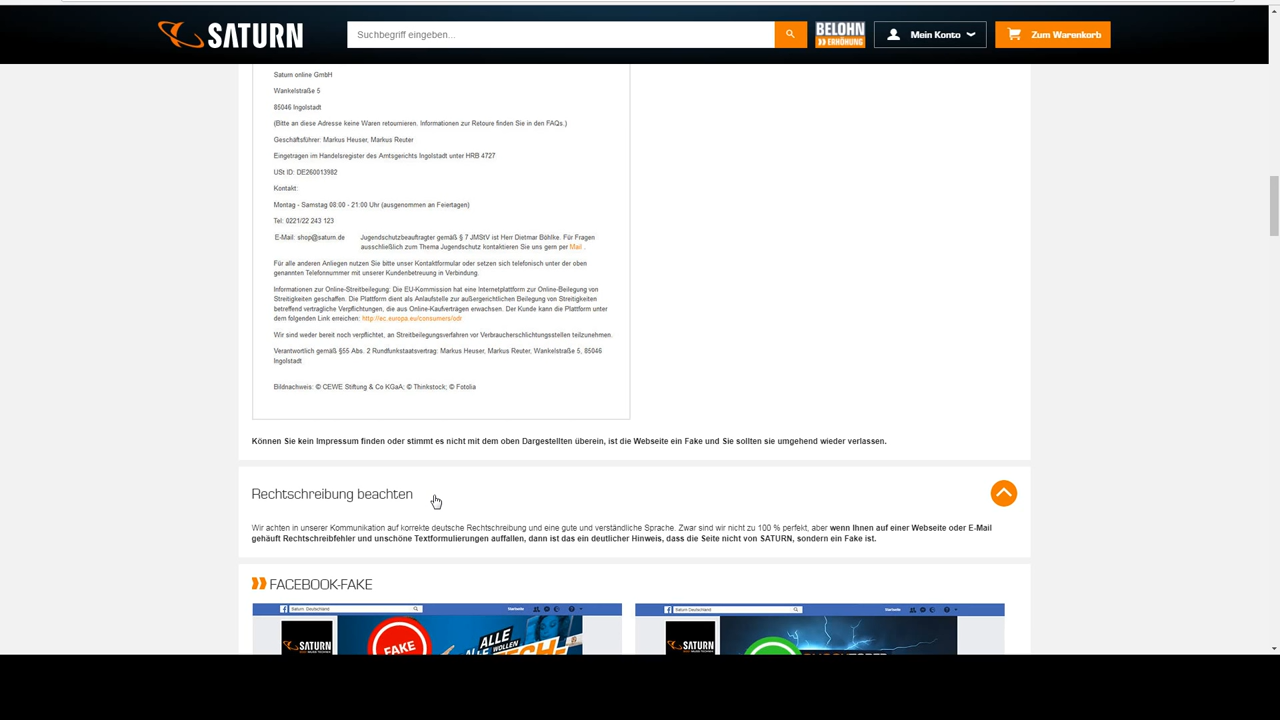 SATURN
Suchbegriff eingeben...
BELOHN
ERHÖHUNG
Mein Konto
Zum Warenkorb
Saturn online GmbH
Wankelstraße 5
85046 Ingolstadt
(Bitte an diese Adresse keine Waren retournieren. Informationen zur Retoure finden Sie in den FAQs.)
Geschäftsführer: Markus Heuser, Markus Reuter
Eingetragen im Handelsregister des Amtsgerichts Ingolstadt unter HRB 4727
USt ID: DE260013982
Kontakt:
Montag - Samstag 08:00 - 21:00 Uhr (ausgenommen an Feiertagen)
Tel: 0221/22 243 123
E-Mail: shop@saturn.de
Jugendschutzbeauftragter gemäß § 7 JMStV ist Herr Dietmar Böhlke. Für Fragen
ausschließlich zum Thema Jugendschutz kontaktieren Sie uns gern per Mail .
Für alle anderen Anliegen nutzen Sie bitte unser Kontaktformular oder setzen sich telefonisch unter der oben
genannten Telefonnummer mit unserer Kundenbetreuung in Verbindung.
Informationen zur Online-Streitbeilegung: Die EU-Kommission hat eine Internetplattform zur Online-Beilegung von
Streitigkeiten geschaffen. Die Plattform dient als Anlaufstelle zur außergerichtlichen Beilegung von Streitigkeiten
betreffend vertragliche Verpflichtungen, die aus Online-Kaufverträgen erwachsen. Der Kunde kann die Plattform unter
dem folgenden Link erreichen: http://ec.europa.eu/consumers/odr
Wir sind weder bereit noch verpflichtet, an Streitbeilegungsverfahren vor Verbraucherschlichtungsstellen teilzunehmen.
Verantwortlich gemäß §55 Abs. 2 Rundfunkstaatsvertrag: Markus Heuser, Markus Reuter, Wankelstraße 5, 85046
Ingolstadt
Bildnachweis: © CEWE Stiftung & Co KGaA; © Thinkstock; © Fotolia
Können Sie kein Impressum finden oder stimmt es nicht mit dem oben Dargestellten überein, ist die Webseite ein Fake und Sie sollten sie umgehend wieder verlassen.
Rechtschreibung beachten
Wir achten in unserer Kommunikation auf korrekte deutsche Rechtschreibung und eine gute und verständliche Sprache. Zwar sind wir nicht zu 100 % perfekt, aber wenn Ihnen auf einer Webseite oder E-Mail
gehäuft Rechtschreibfehler und unschöne Textformulierungen auffallen, dann ist das ein deutlicher Hinweis, dass die Seite nicht von SATURN, sondern ein Fake ist.
FACEBOOK-FAKE
Saturn Deutschland
Startseite
Saturn Deutschland
Startseite
SATURN
FAKE
ALLE
ALLE
WOLLEN
SATURN